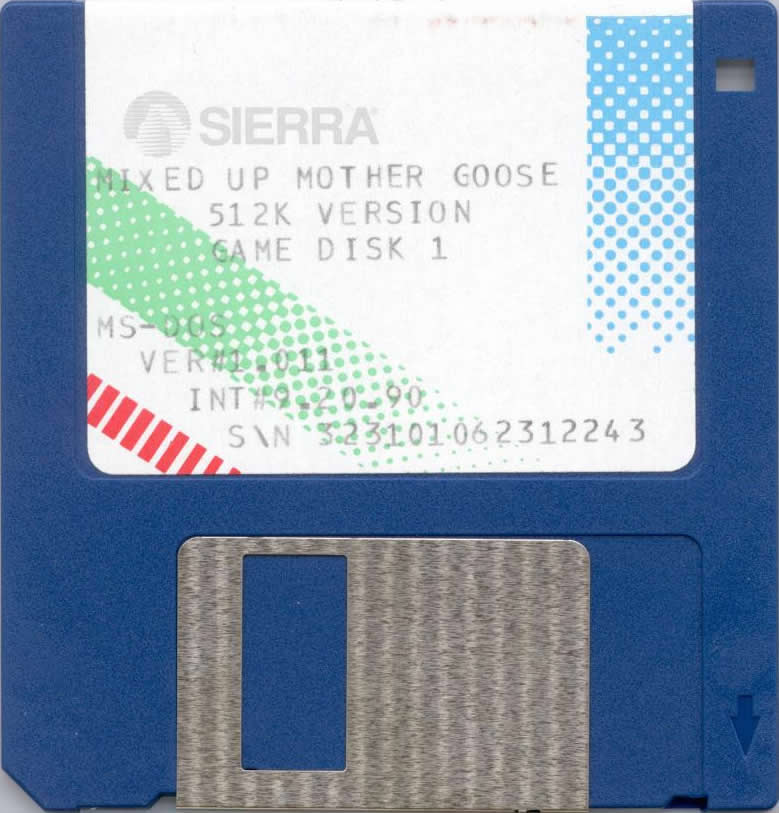 SIERRA®
MIXED UP MOTHER GOOSE
512K VERSION
GAME DISK 1
MS-DOS
VER#1.011
INT#9.20.90
S\N 323101062312243